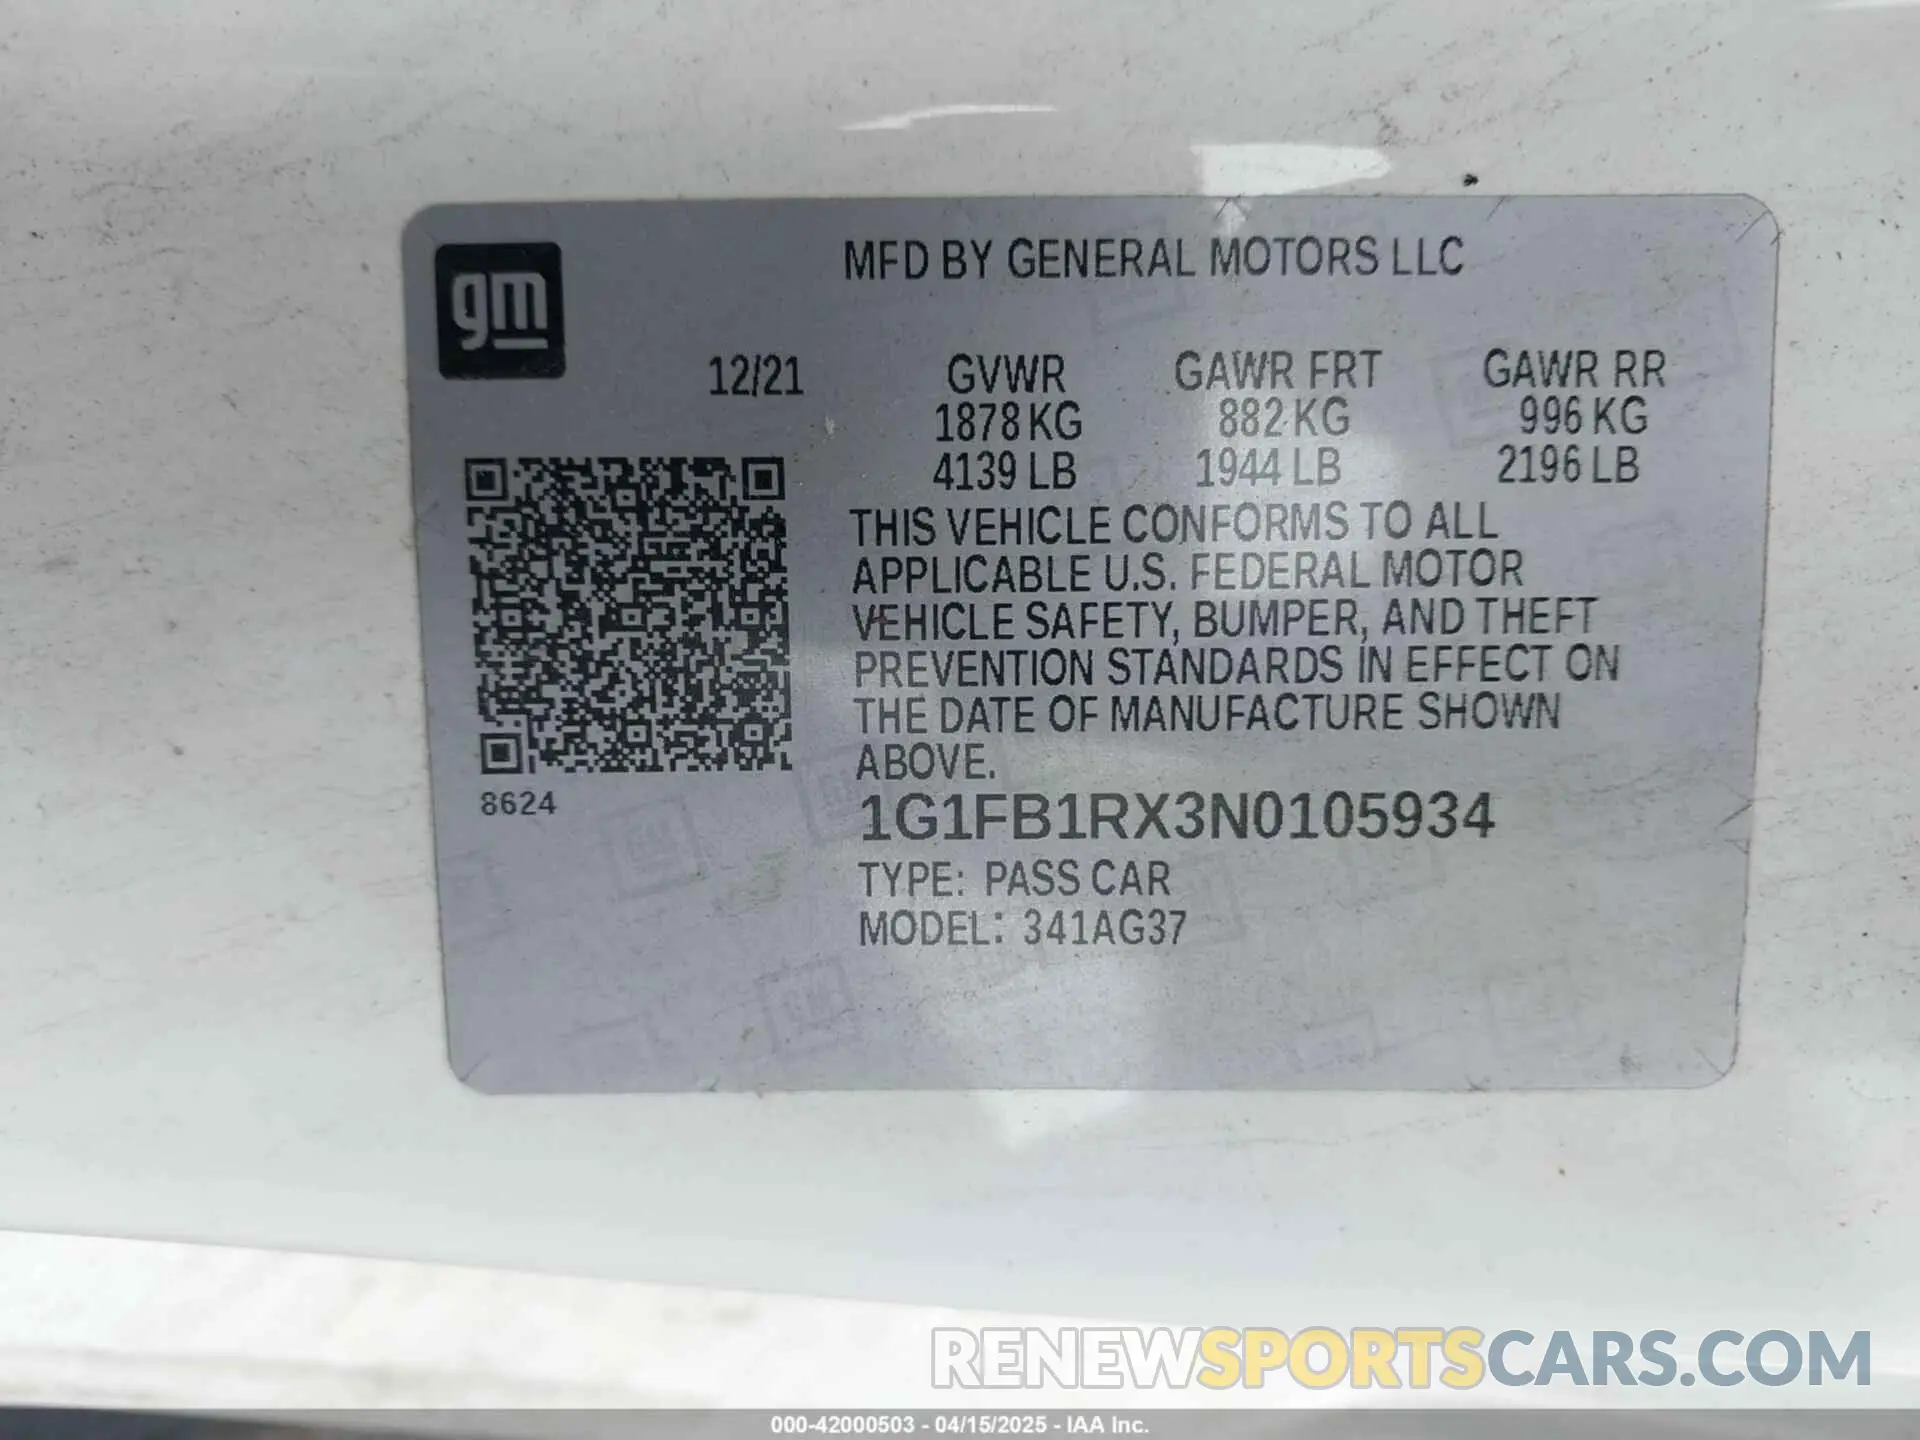 gm
MFD BY GENERAL MOTORS LLC
12/21 GVWR GAWR FRT GAWR RR
1878 KG 882 KG 996 KG
4139 LB 1944 LB 2196 LB
THIS VEHICLE CONFORMS TO ALL
APPLICABLE U.S. FEDERAL MOTOR
VEHICLE SAFETY, BUMPER, AND THEFT
PREVENTION STANDARDS IN EFFECT ON
THE DATE OF MANUFACTURE SHOWN
ABOVE.
8624
1G1FB1RX3N0105934
TYPE: PASS CAR
MODEL: 341AG37
RENEWSPORTSCARS.COM
000-42000503 - 04/15/2025 - IAA Inc.